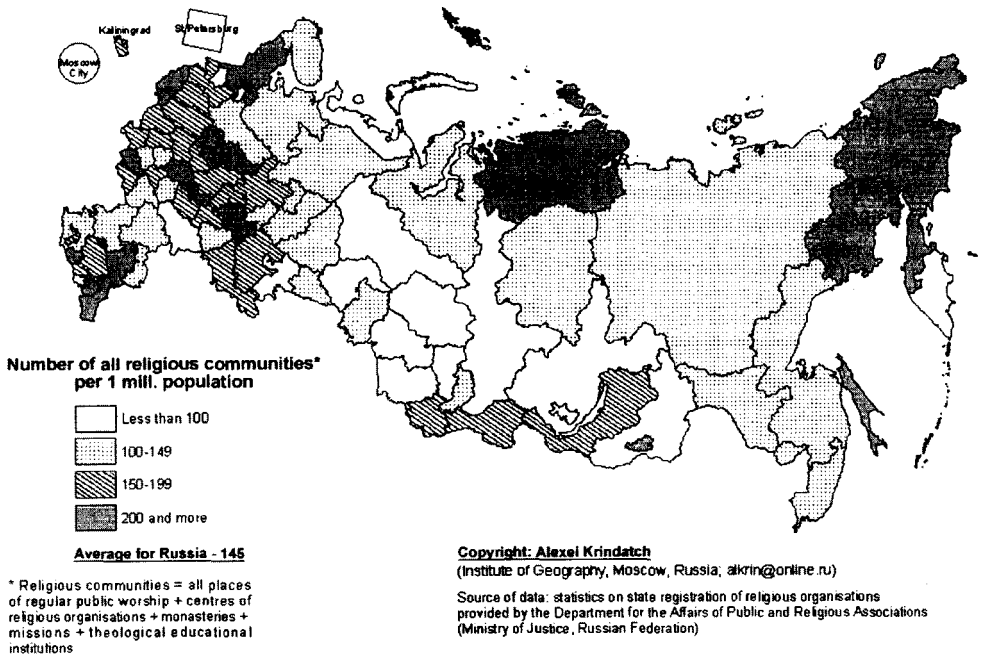 Kaliningrad
St.Petersburg
Moscow
City
Number of all religious communities*
per 1 mill. population
Less than 100
100-149
150-199
200 and more
Average for Russia - 145
* Religious communities = all places
of regular public worship + centres of
religious organisations + monasteries +
missions + theological educational
institutions
Copyright: Alexei Krindatch
(Institute of Geography, Moscow, Russia; alkrin@online.ru)
Source of data: statistics on state registration of religious organisations
provided by the Department for the Affairs of Public and Religious Associations
(Ministry of Justice, Russian Federation)